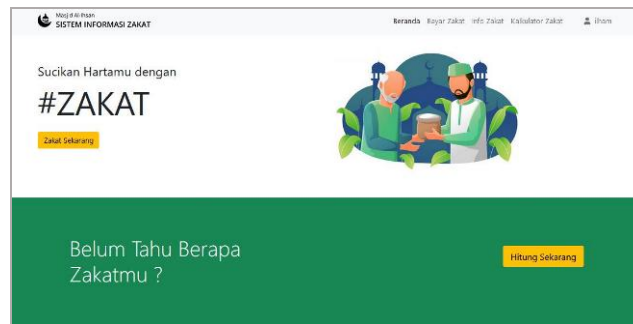 Masjid Al-Ihsan
SISTEM INFORMASI ZAKAT
Beranda Bayar Zakat Info Zakat Kalkulator Zakat ilham
Sucikan Hartamu dengan
#ZAKAT
Zakat Sekarang
Belum Tahu Berapa
Zakatmu ?
Hitung Sekarang